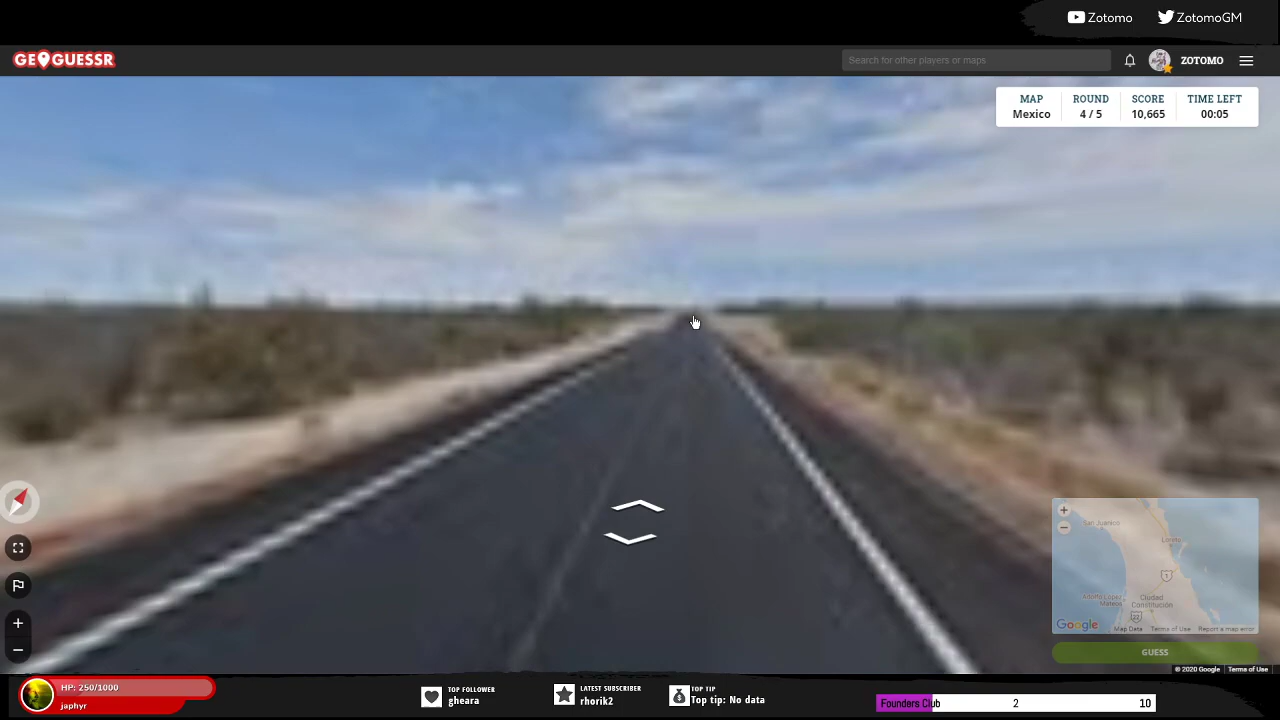 Zotomo
ZotomoGM
GEOGUESSR
Search for other players or maps
ZOTOMO
MAP
Mexico
ROUND
4 / 5
SCORE
10,665
TIME LEFT
00:05
+
−
San Juanico
Loreto
1
Adolfo López
Mateos
Ciudad
Constitución
Google
Map Data
Terms of Use
Report a map error
GUESS
© 2020 Google
Terms of Use
HP: 250/1000
japhyr
TOP FOLLOWER
gheara
LATEST SUBSCRIBER
rhorik2
TOP TIP
Top tip: No data
Founders Club
2
10